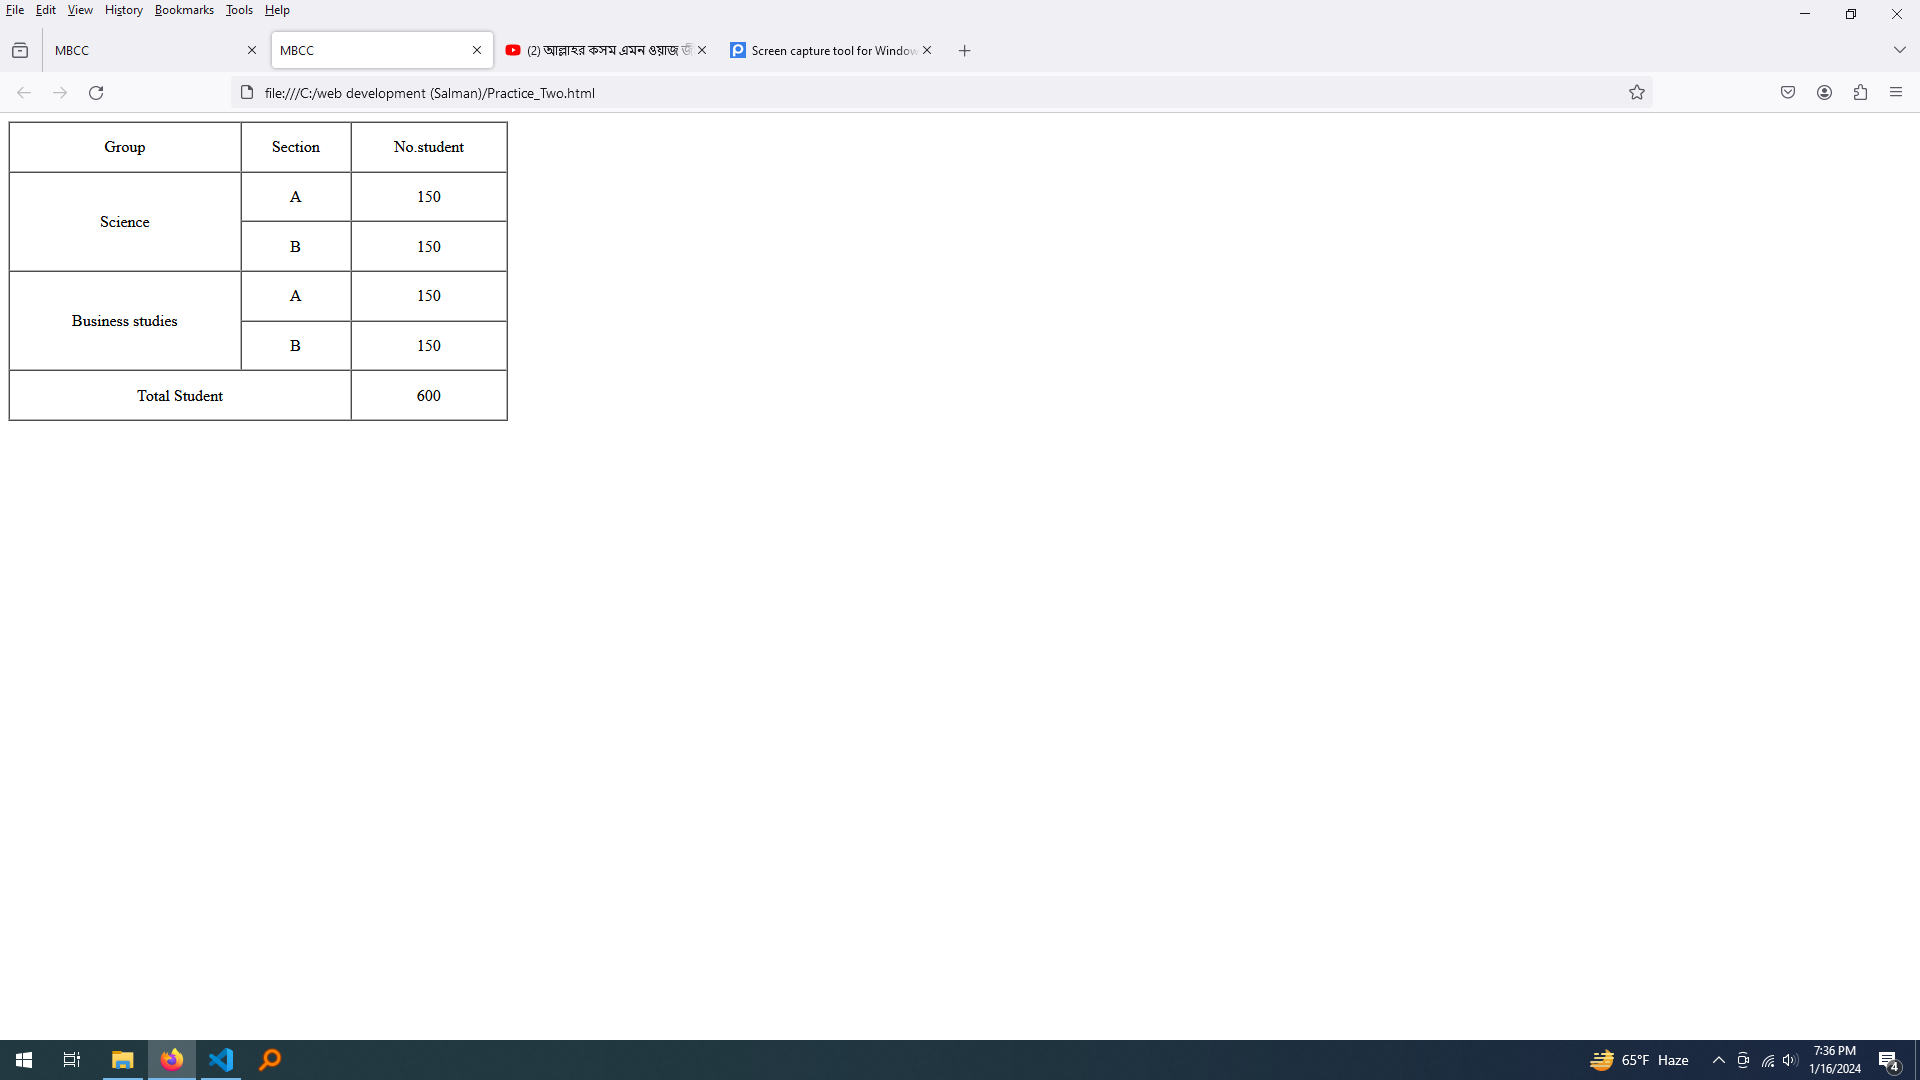 File Edit View History Bookmarks Tools Help
MBCC
MBCC
(2) আল্লাহর কসম এমন ওয়াজ
Screen capture tool for Window
file:///C:/web development (Salman)/Practice_Two.html
Group Section No.student
Science A 150
B 150
Business studies A 150
B 150
Total Student 600
65°F Haze
7:36 PM
1/16/2024
4